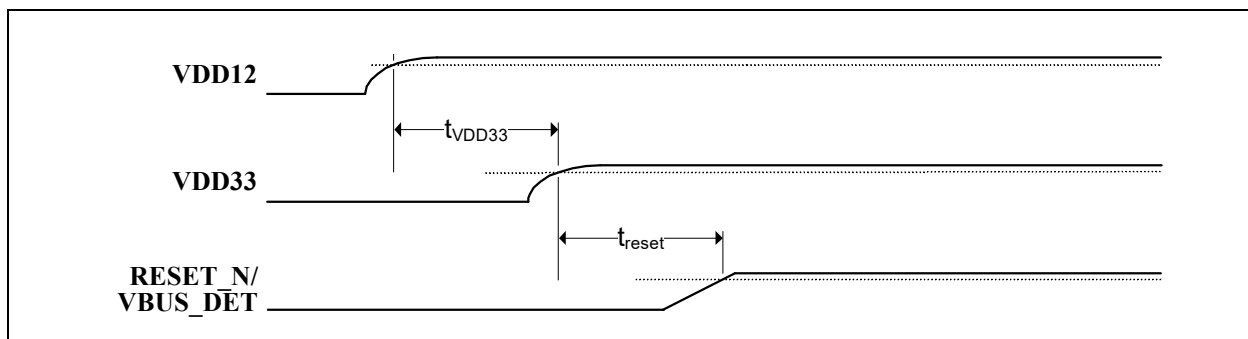 VDD12
tVDD33
VDD33
treset
RESET_N/
VBUS_DET